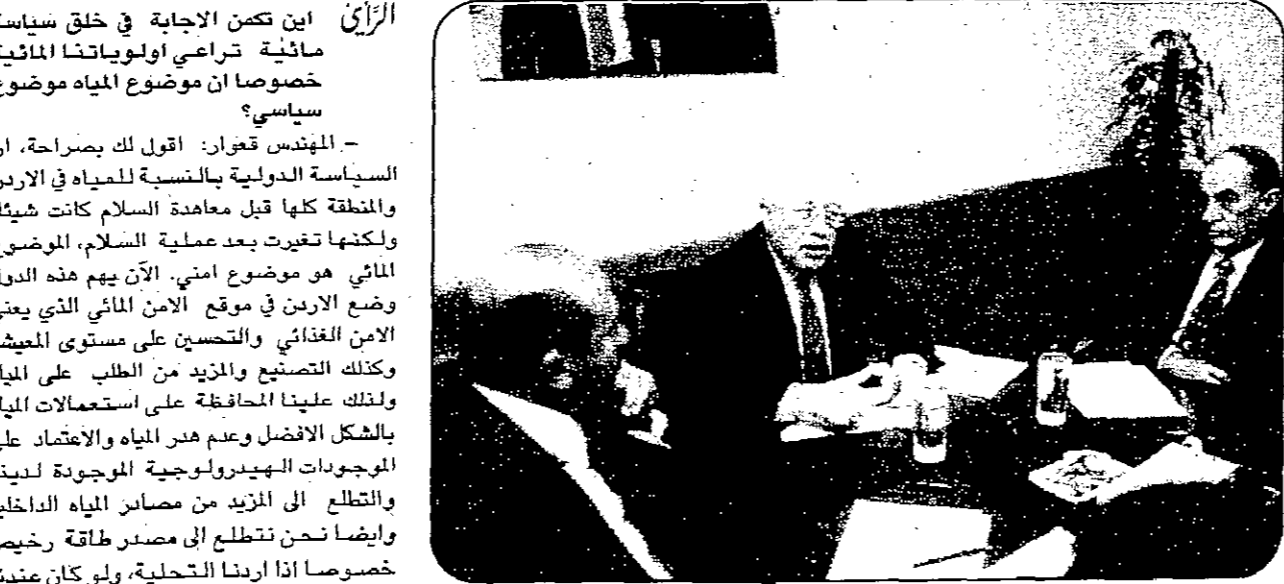 الرأي اين تكمن الاجابة في خلق سياسة
مائية تراعي اولوياتنا المائية
خصوصا ان موضوع المياه موضوع
سياسي؟
- المهندس قعوار: اقول لك بصراحة، ان
السياسة الدولية بالنسبة للمياه في الاردن
والمنطقة كلها قبل معاهدة السلام كانت شيئا
ولكنها تغيرت بعد عملية السلام، الموضوع
المائي هو موضوع امني. الآن يهم هذه الدول
وضع الاردن في موقع الامن المائي الذي يعني
الامن الغذائي والتحسين على مستوى المعيشة
وكذلك التصنيع والمزيد من الطلب على المياه
ولذلك علينا المحافظة على استعمالات المياه
بالشكل الافضل وعدم هدر المياه والاعتماد على
الموجودات الهيدرولوجية الموجودة لدينا
والتطلع الى المزيد من مصادر المياه الداخلية
وايضا نحن نتطلع الى مصدر طاقة رخيص
خصوصا اذا اردنا التحلية، ولو كان عندنا